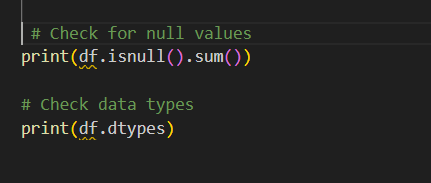 # Check for null values
print(df.isnull().sum())
# Check data types
print(df.dtypes)